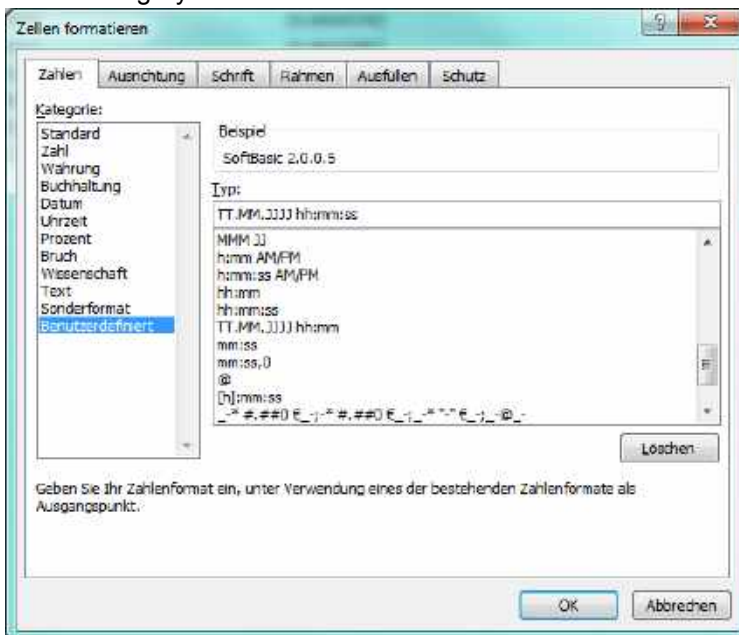 Zellen formatieren
Zahlen Ausrichtung Schrift Rahmen Ausfüllen Schutz
Kategorie:
Standard
Zahl
Währung
Buchhaltung
Datum
Uhrzeit
Prozent
Bruch
Wissenschaft
Text
Sonderformat
Benutzerdefiniert
Beispiel
SoftBasic 2.0.0.5
Typ:
TT.MM.JJJJ hh:mm:ss
MMM JJ
h:mm AM/PM
h:mm:ss AM/PM
hh:mm
hh:mm:ss
TT.MM.JJJJ hh:mm
mm:ss
mm:ss,0
@
[h]:mm:ss
_-* #.##0 €_-;-* #.##0 €_-;_-* "-" €_-;_-@_-
Löschen
Geben Sie Ihr Zahlenformat ein, unter Verwendung eines der bestehenden Zahlenformate als
Ausgangspunkt.
OK Abbrechen